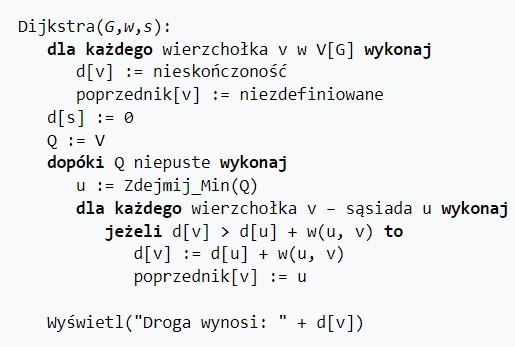 Dijkstra(G,w,s):
dla każdego wierzchołka v w V[G] wykonaj
d[v] := nieskończoność
poprzednik[v] := niezdefiniowane
d[s] := 0
Q := V
dopóki Q niepuste wykonaj
u := Zdejmij_Min(Q)
dla każdego wierzchołka v – sąsiada u wykonaj
jeżeli d[v] > d[u] + w(u, v) to
d[v] := d[u] + w(u, v)
poprzednik[v] := u
Wyświetl("Droga wynosi: " + d[v])